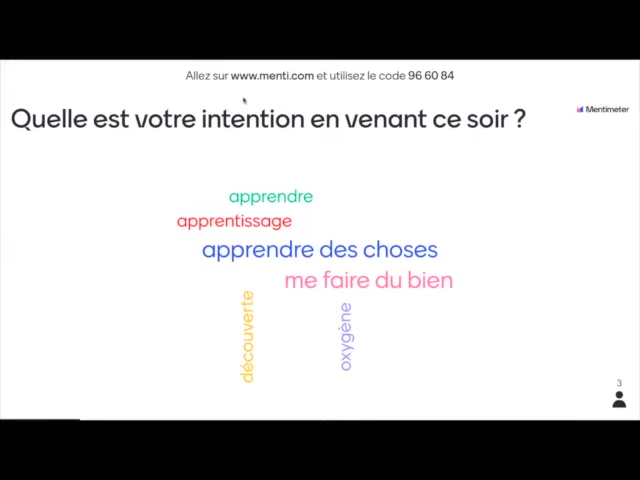 Allez sur www.menti.com et utilisez le code 96 60 84
Mentimeter
Quelle est votre intention en venant ce soir ?
apprendre
apprentissage
apprendre des choses
me faire du bien
découverte
oxygène
3